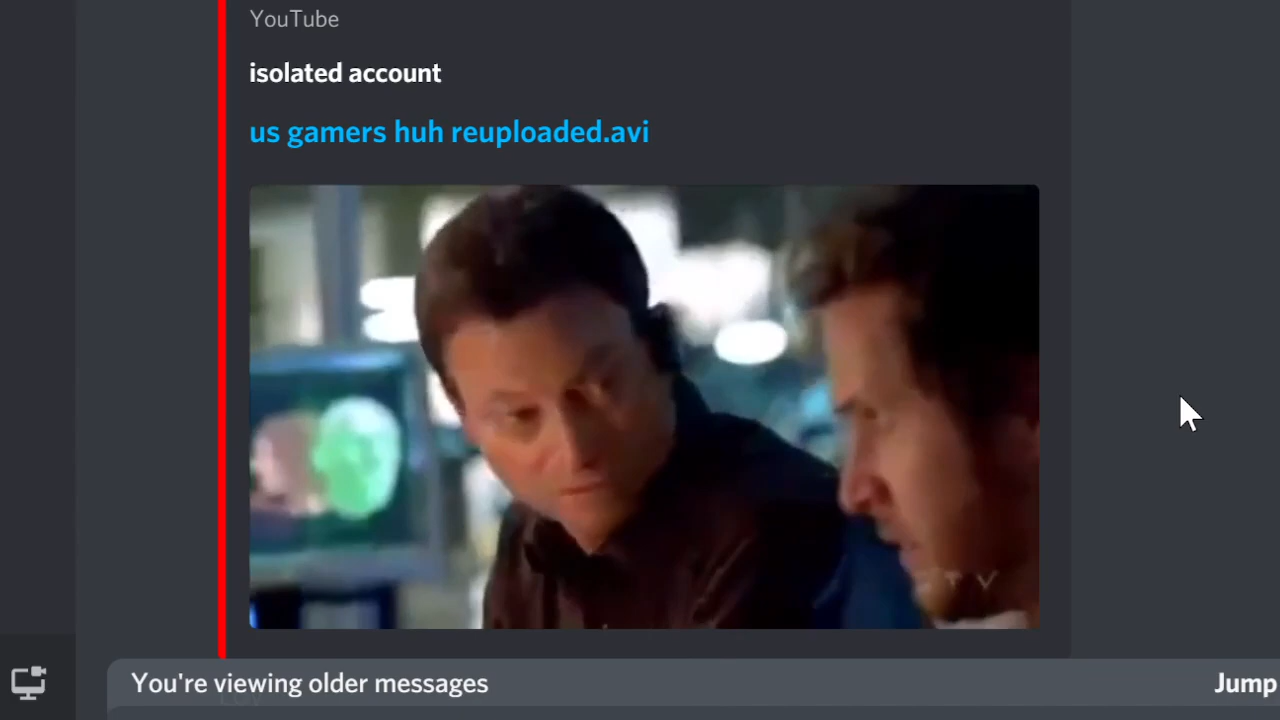 YouTube
isolated account
us gamers huh reuploaded.avi
You're viewing older messages
Jump